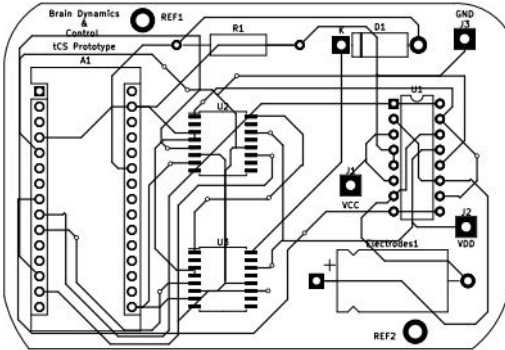 Brain Dynamics
&
Control
tCS Prototype
REF1
A1
R1
K
D1
GND
J3
U2
U1
J1
VCC
J2
VDD
U3
Electrodes1
+
REF2